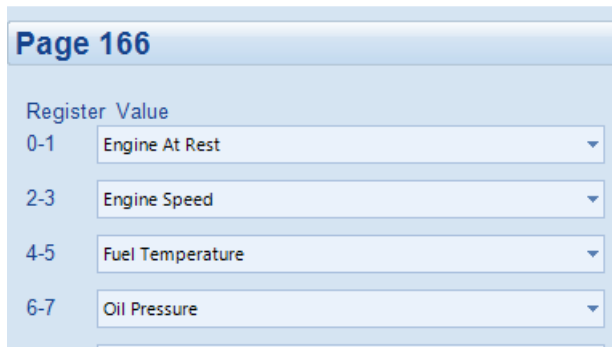 Page 166
Register Value
0-1 Engine At Rest
2-3 Engine Speed
4-5 Fuel Temperature
6-7 Oil Pressure